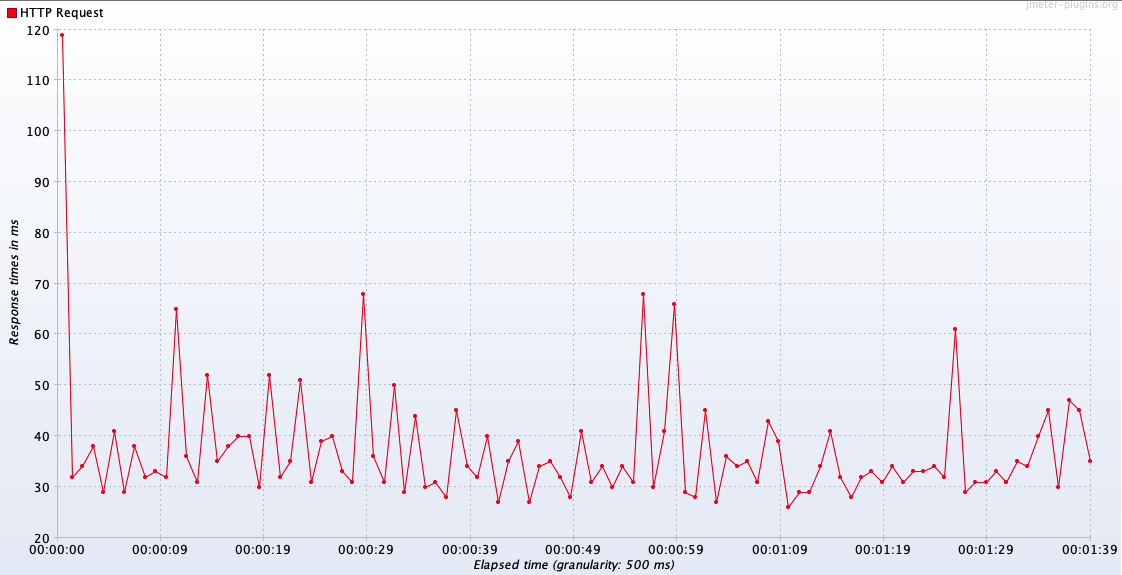 jmeter-plugins.org
HTTP Request
120
110
100
90
80
70
60
50
40
30
20
Response times in ms
00:00:00 00:00:09 00:00:19 00:00:29 00:00:39 00:00:49 00:00:59 00:01:09 00:01:19 00:01:29 00:01:39
Elapsed time (granularity: 500 ms)